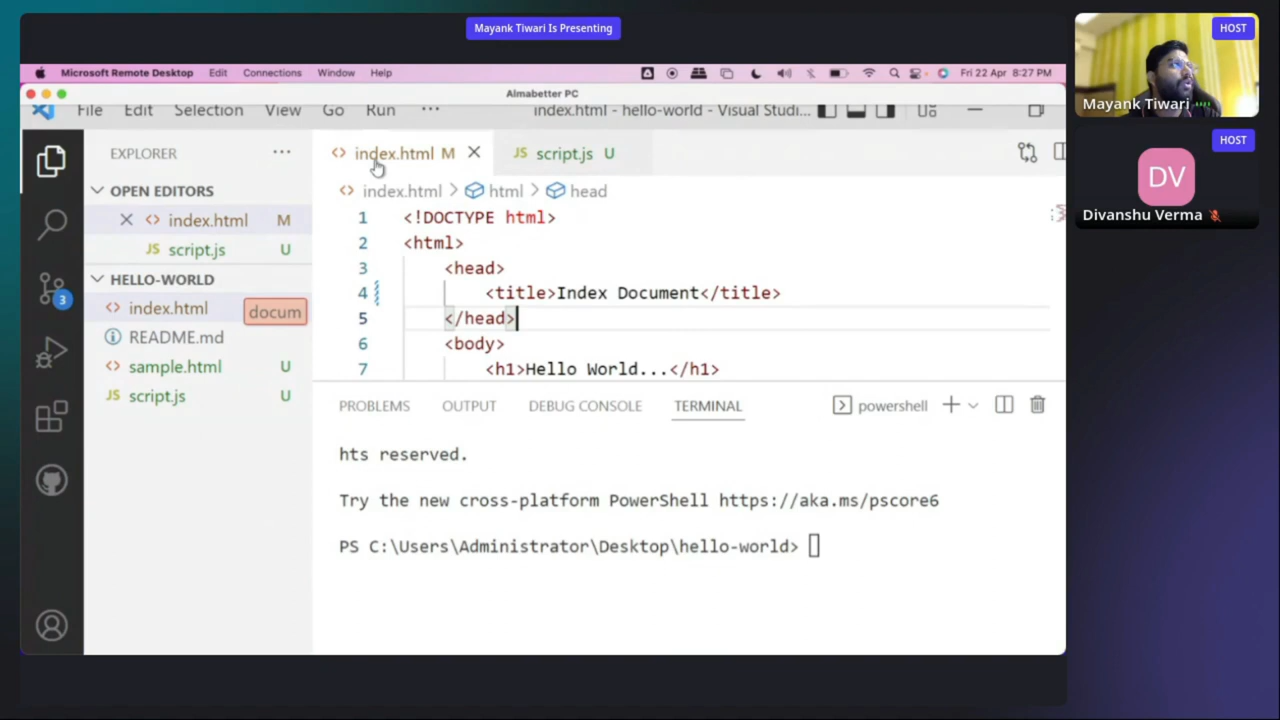 Mayank Tiwari Is Presenting
HOST
Mayank Tiwari
HOST
DV
Divanshu Verma
Microsoft Remote Desktop Edit Connections Window Help
Fri 22 Apr 8:27 PM
Almabetter PC
File Edit Selection View Go Run ...
index.html - hello-world - Visual Studi...
EXPLORER ...
OPEN EDITORS
index.html M
script.js U
HELLO-WORLD
index.html
docum
README.md
sample.html U
script.js U
3
index.html M
script.js U
index.html > html > head
1 <!DOCTYPE html>
2 <html>
3 <head>
4 <title>Index Document</title>
5 </head>
6 <body>
7 <h1>Hello World...</h1>
PROBLEMS OUTPUT DEBUG CONSOLE TERMINAL
powershell
hts reserved.
Try the new cross-platform PowerShell https://aka.ms/pscore6
PS C:\Users\Administrator\Desktop\hello-world>